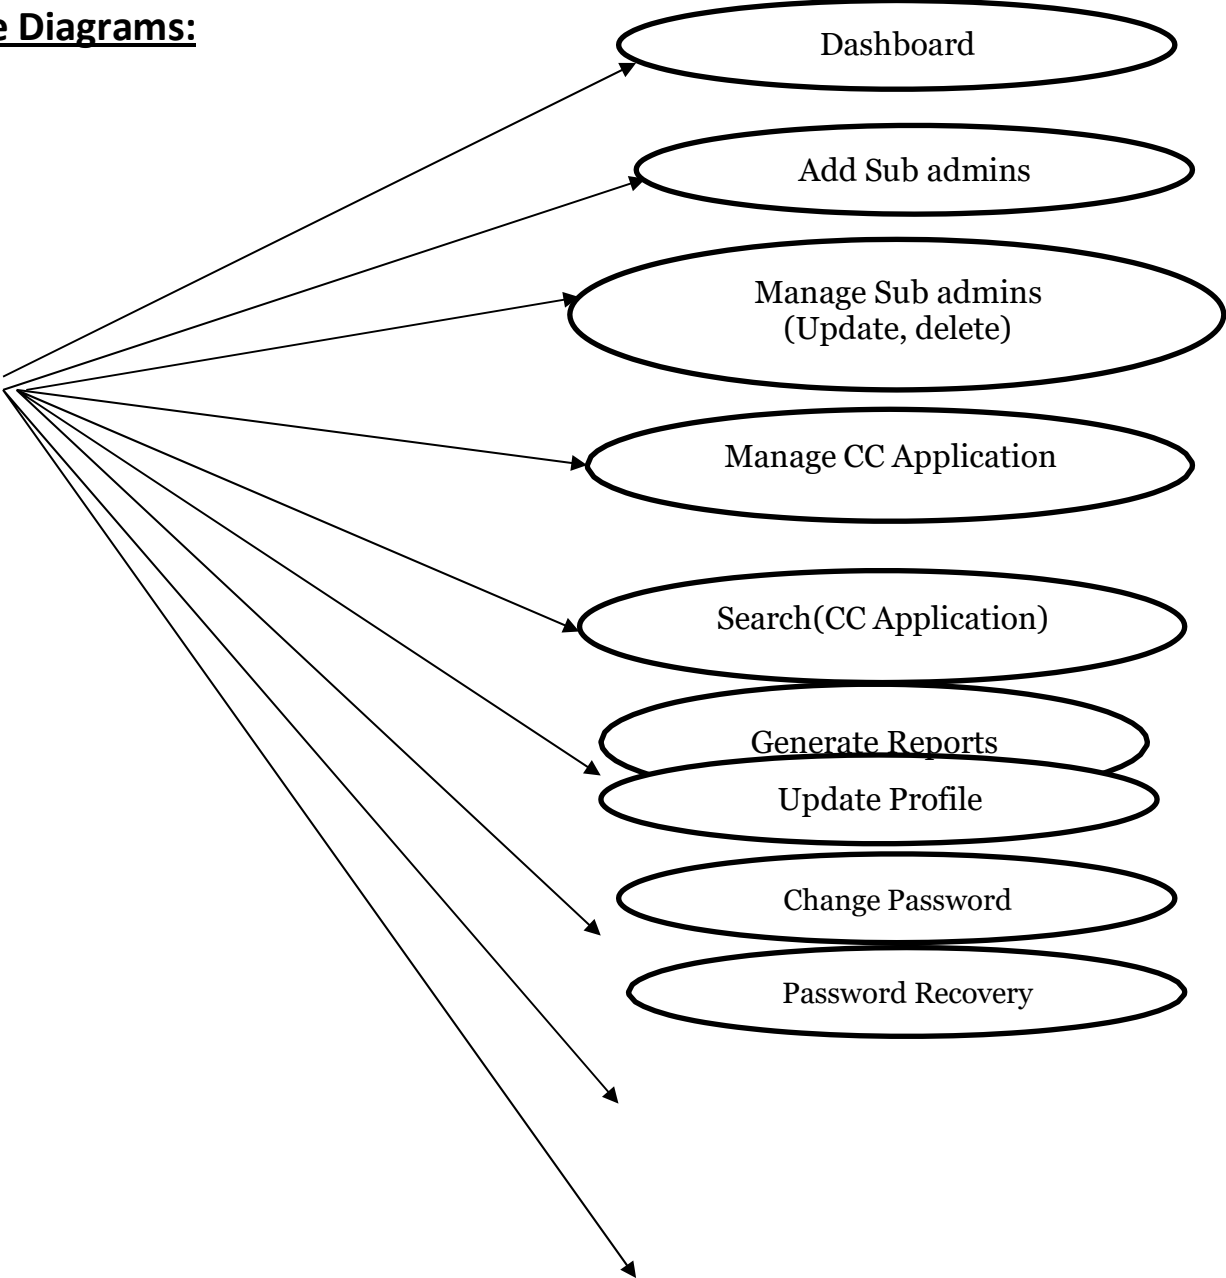 e Diagrams:
Dashboard
Add Sub admins
Manage Sub admins
(Update, delete)
Manage CC Application
Search(CC Application)
Generate Reports
Update Profile
Change Password
Password Recovery